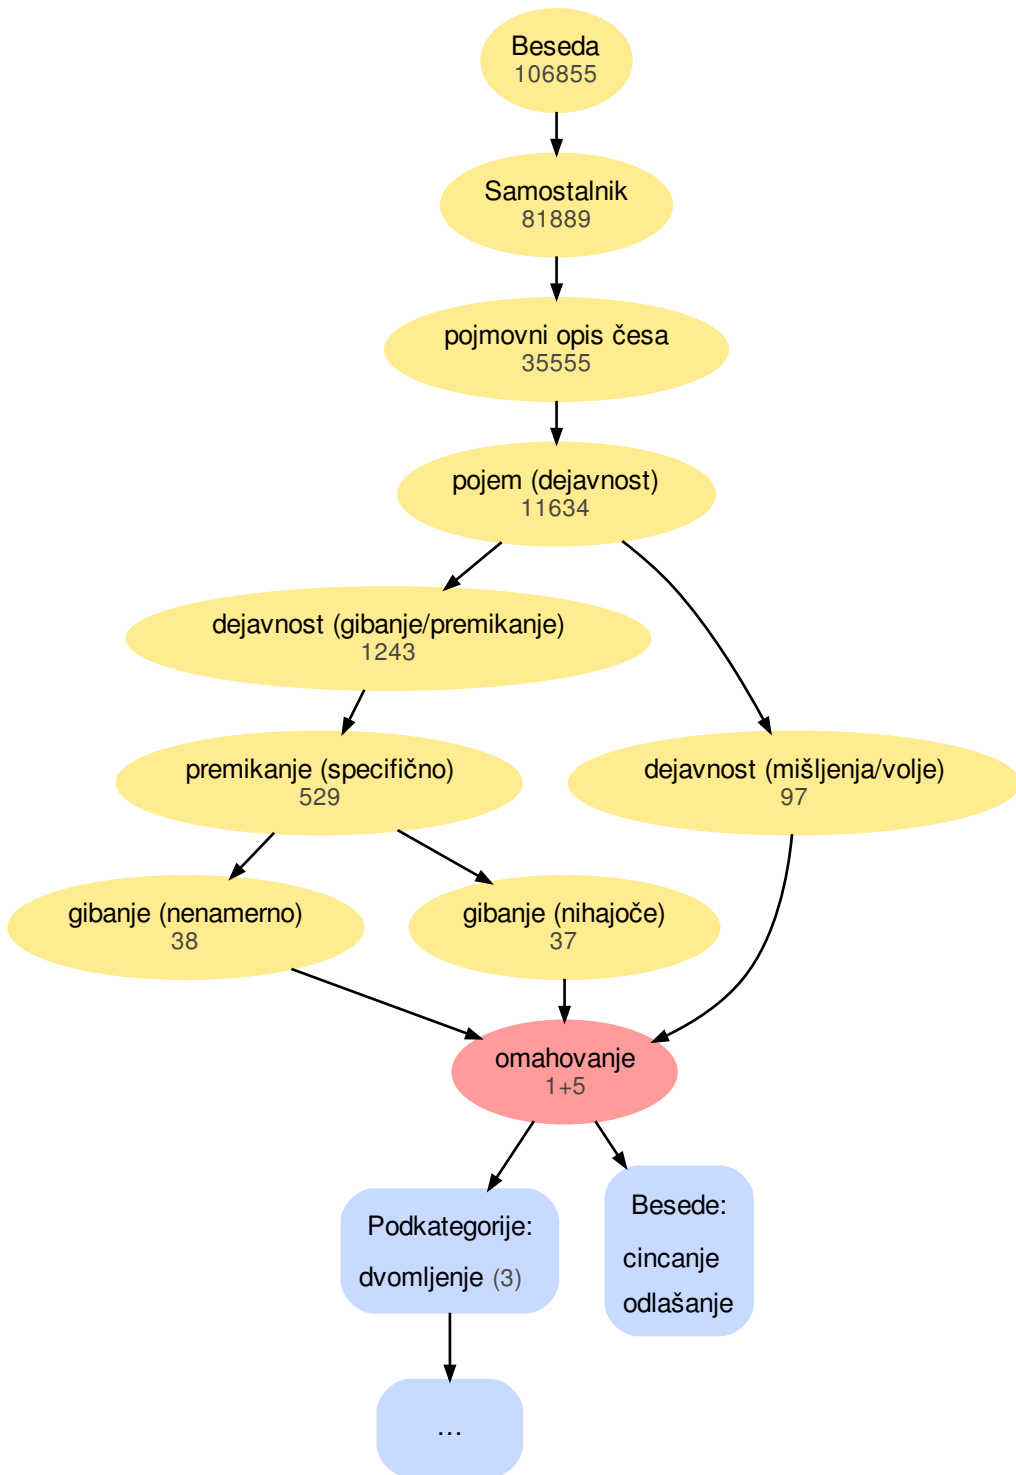 Beseda
106855
Samostalnik
81889
pojmovni opis česa
35555
pojem (dejavnost)
11634
dejavnost (gibanje/premikanje)
1243
premikanje (specifično)
529
dejavnost (mišljenja/volje)
97
gibanje (nenamerno)
38
gibanje (nihajoče)
37
omahovanje
1+5
Podkategorije:
dvomljenje (3)
Besede:
cincanje
odlašanje
...